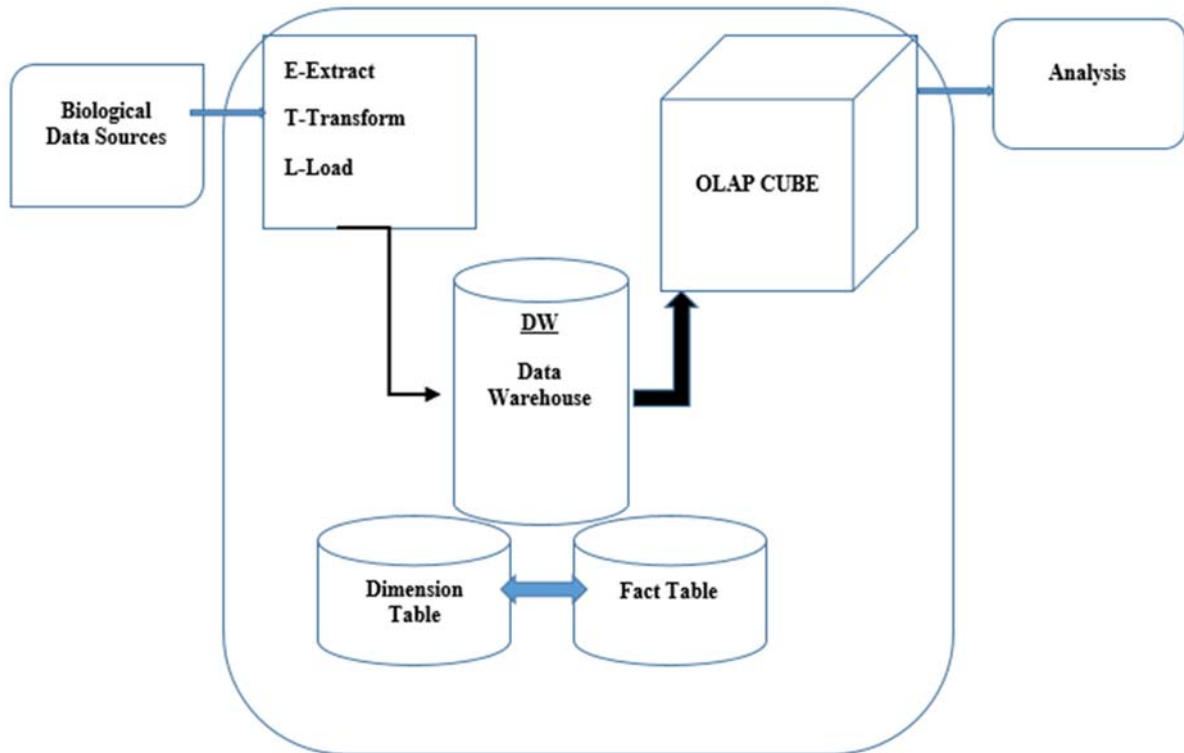 Biological
Data Sources
E-Extract
T-Transform
L-Load
OLAP CUBE
Analysis
DW
Data
Warehouse
Dimension
Table
Fact Table